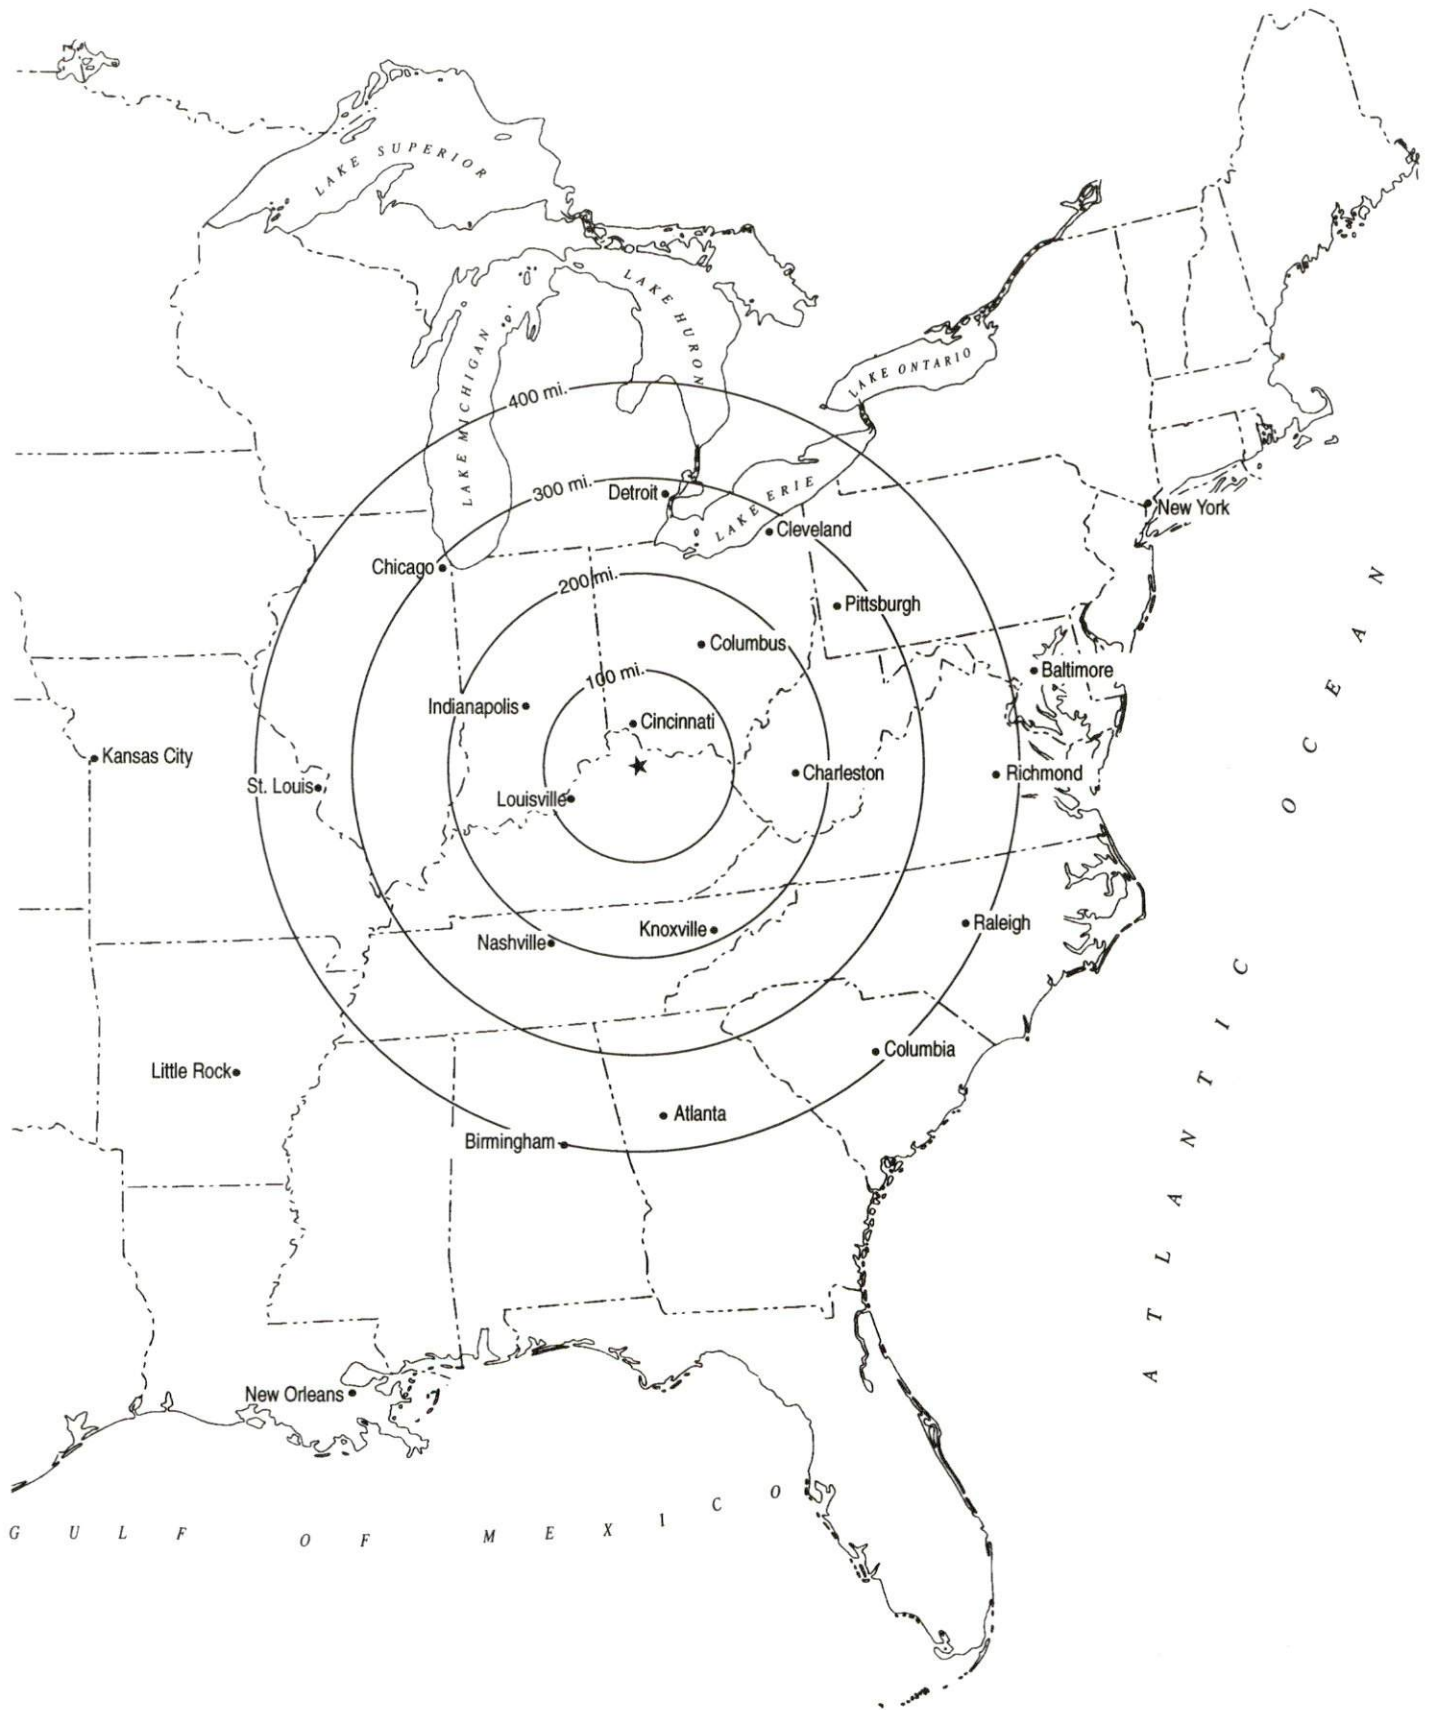 LAKE SUPERIOR
LAKE HURON
LAKE MICHIGAN
LAKE ONTARIO
400 mi.
300 mi.
Detroit
LAKE ERIE
New York
Cleveland
Chicago
200 mi.
Pittsburgh
Columbus
Baltimore
100 mi.
Indianapolis
Cincinnati
Kansas City
Charleston
Richmond
St. Louis
Louisville
Raleigh
Knoxville
Nashville
Columbia
Little Rock
Atlanta
Birmingham
New Orleans
ATLANTIC OCEAN
GULF OF MEXICO